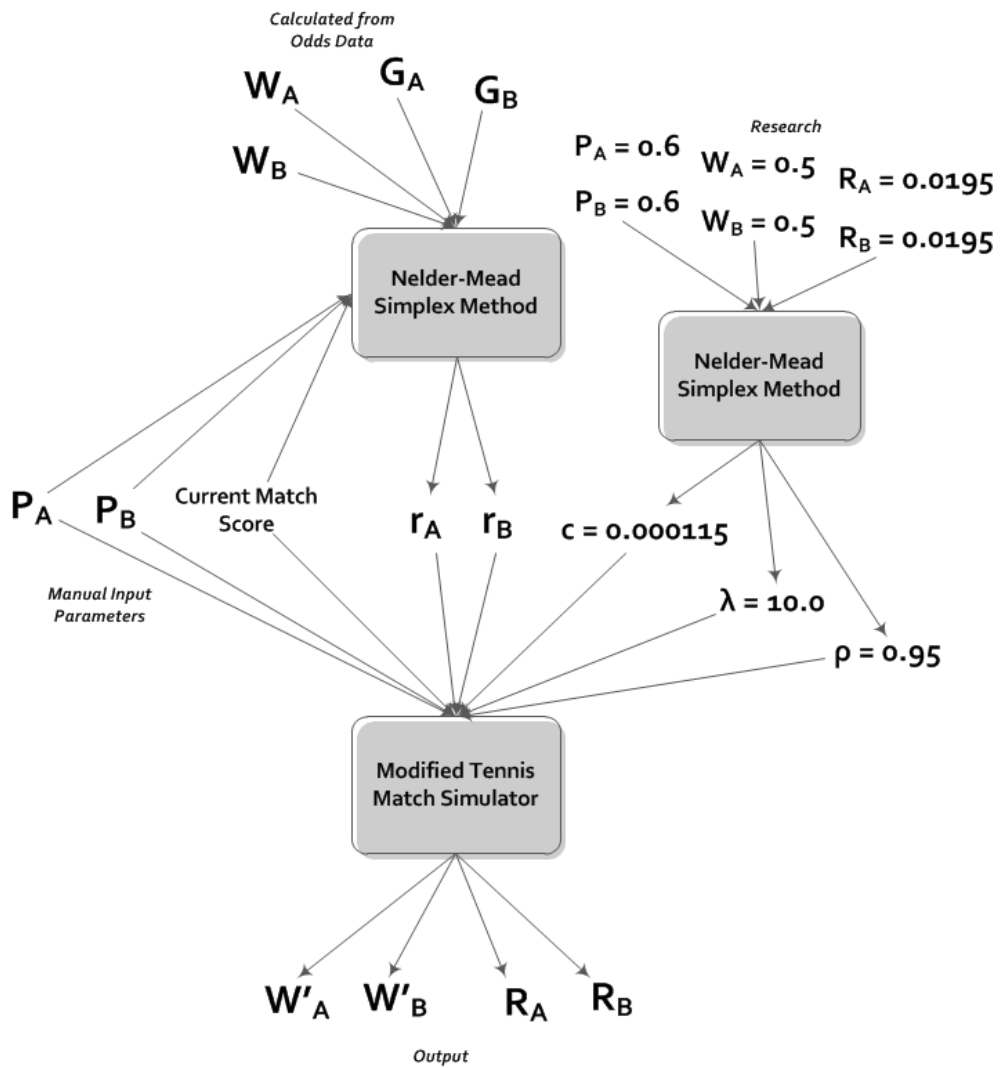 Calculated from
Odds Data
W_A
G_A
G_B
W_B
Research
P_A = 0.6
W_A = 0.5
R_A = 0.0195
P_B = 0.6
W_B = 0.5
R_B = 0.0195
Nelder-Mead
Simplex Method
Nelder-Mead
Simplex Method
P_A
P_B
Current Match
Score
r_A
r_B
c = 0.000115
Manual Input
Parameters
λ = 10.0
ρ = 0.95
Modified Tennis
Match Simulator
W'_A
W'_B
R_A
R_B
Output